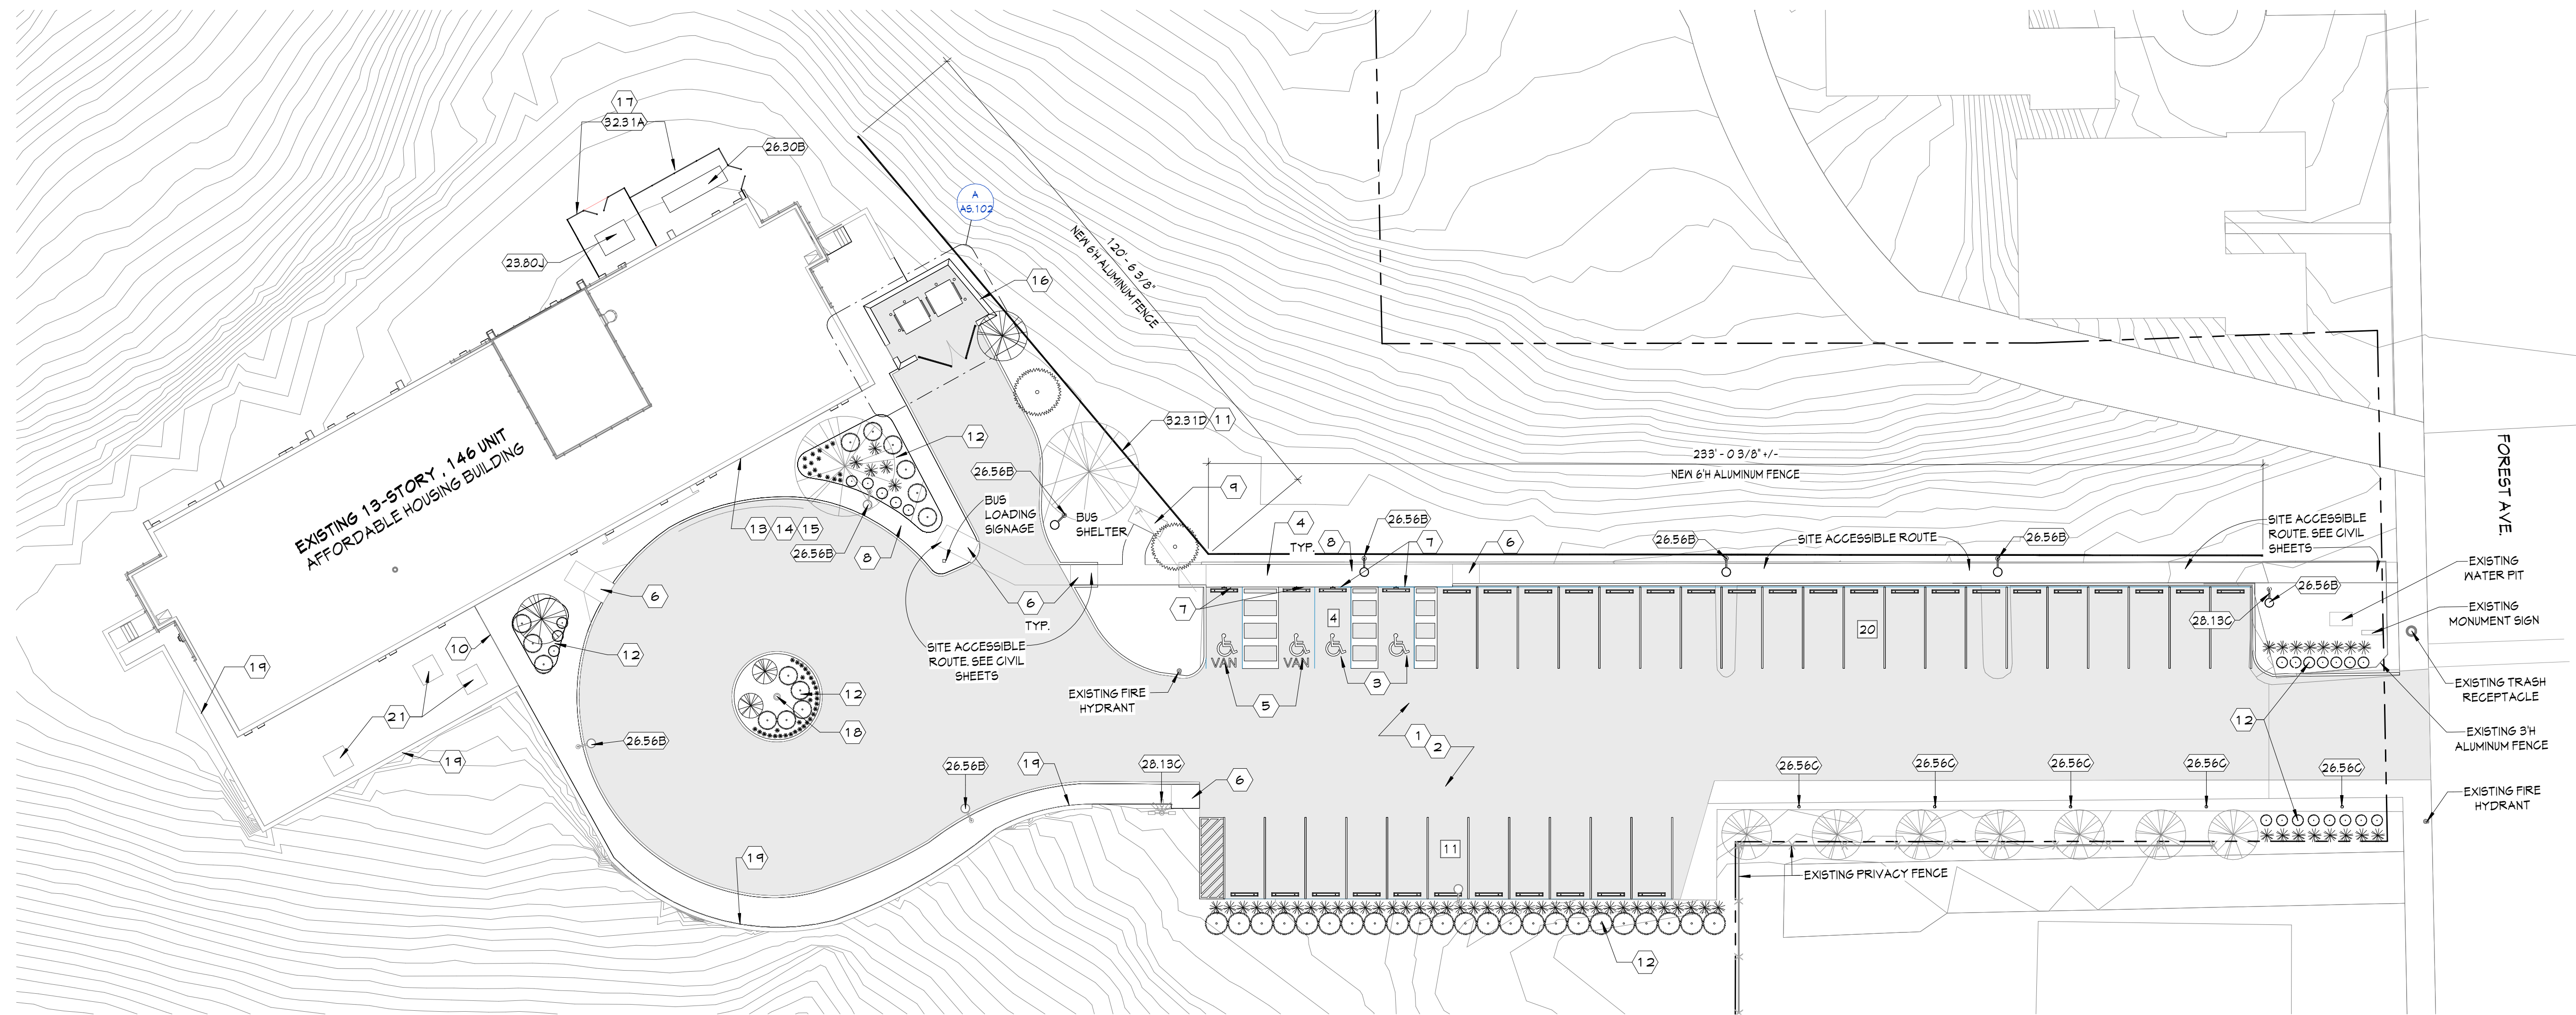 17
32.31A
26.30B
23.80J
A
AS.102
120' - 6 3/8"
NEW 6'H ALUMINUM FENCE
16
32.31D
11
12
26.56B
BUS
LOADING
SIGNAGE
BUS
SHELTER
9
233' - 0 3/8" +/-
NEW 6'H ALUMINUM FENCE
FOREST AVE.
EXISTING 13-STORY , 146 UNIT
AFFORDABLE HOUSING BUILDING
13
14
15
26.56B
8
4
TYP.
8
26.56B
7
6
26.56B
SITE ACCESSIBLE ROUTE
26.56B
SITE ACCESSIBLE
ROUTE. SEE CIVIL
SHEETS
EXISTING
WATER PIT
26.56B
28.13C
EXISTING
MONUMENT SIGN
6
6
TYP.
7
4
20
10
12
SITE ACCESSIBLE
ROUTE. SEE CIVIL
SHEETS
VAN
VAN
19
12
EXISTING FIRE
HYDRANT
5
3
EXISTING TRASH
RECEPTACLE
21
18
26.56B
1
2
12
EXISTING 3'H
ALUMINUM FENCE
19
26.56B
19
28.13C
6
26.56C
26.56C
26.56C
26.56C
26.56C
EXISTING FIRE
HYDRANT
19
11
EXISTING PRIVACY FENCE
12